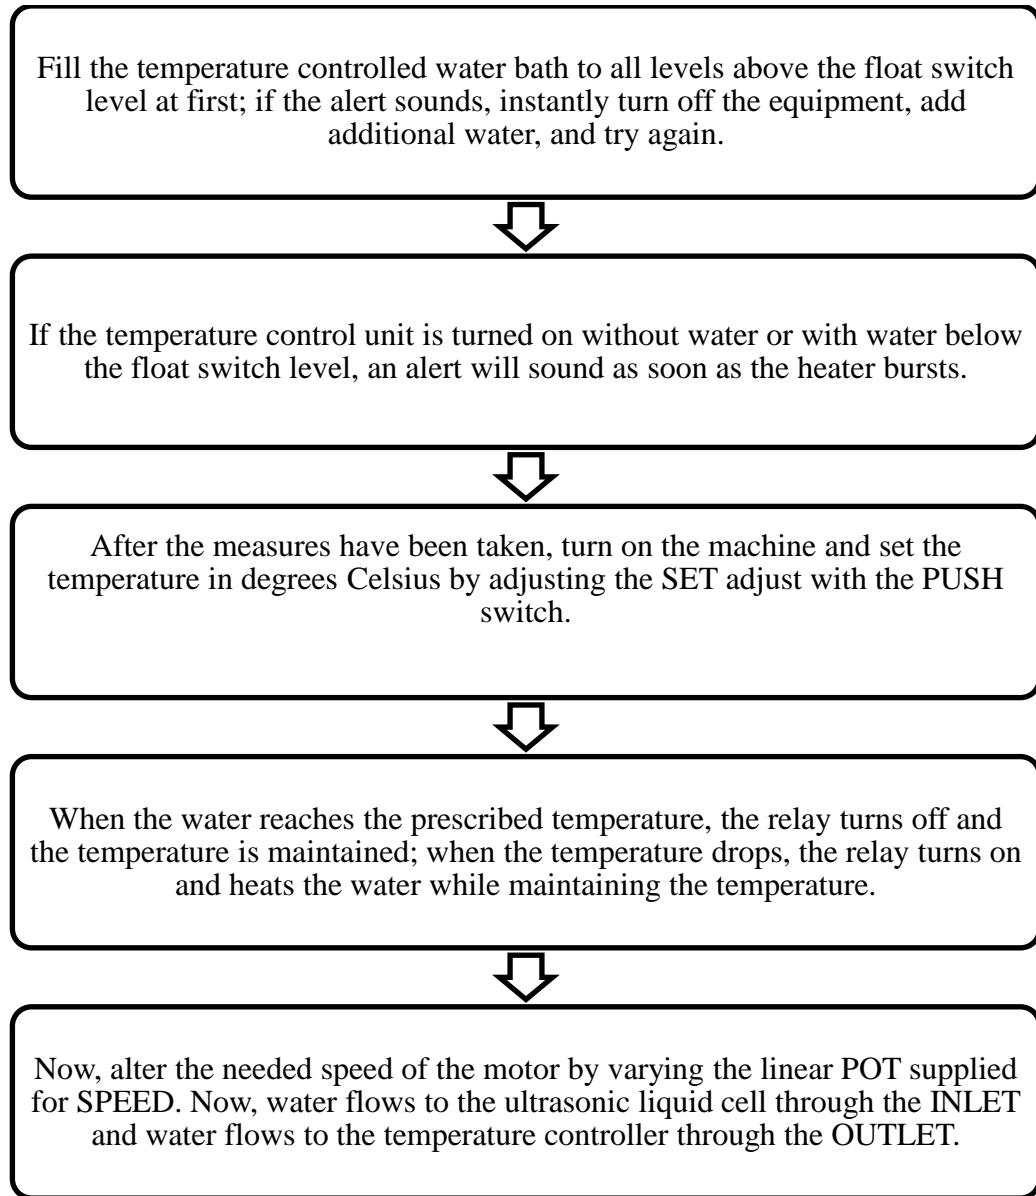 Fill the temperature controlled water bath to all levels above the float switch
level at first; if the alert sounds, instantly turn off the equipment, add
additional water, and try again.
If the temperature control unit is turned on without water or with water below
the float switch level, an alert will sound as soon as the heater bursts.
After the measures have been taken, turn on the machine and set the
temperature in degrees Celsius by adjusting the SET adjust with the PUSH
switch.
When the water reaches the prescribed temperature, the relay turns off and
the temperature is maintained; when the temperature drops, the relay turns on
and heats the water while maintaining the temperature.
Now, alter the needed speed of the motor by varying the linear POT supplied
for SPEED. Now, water flows to the ultrasonic liquid cell through the INLET
and water flows to the temperature controller through the OUTLET.